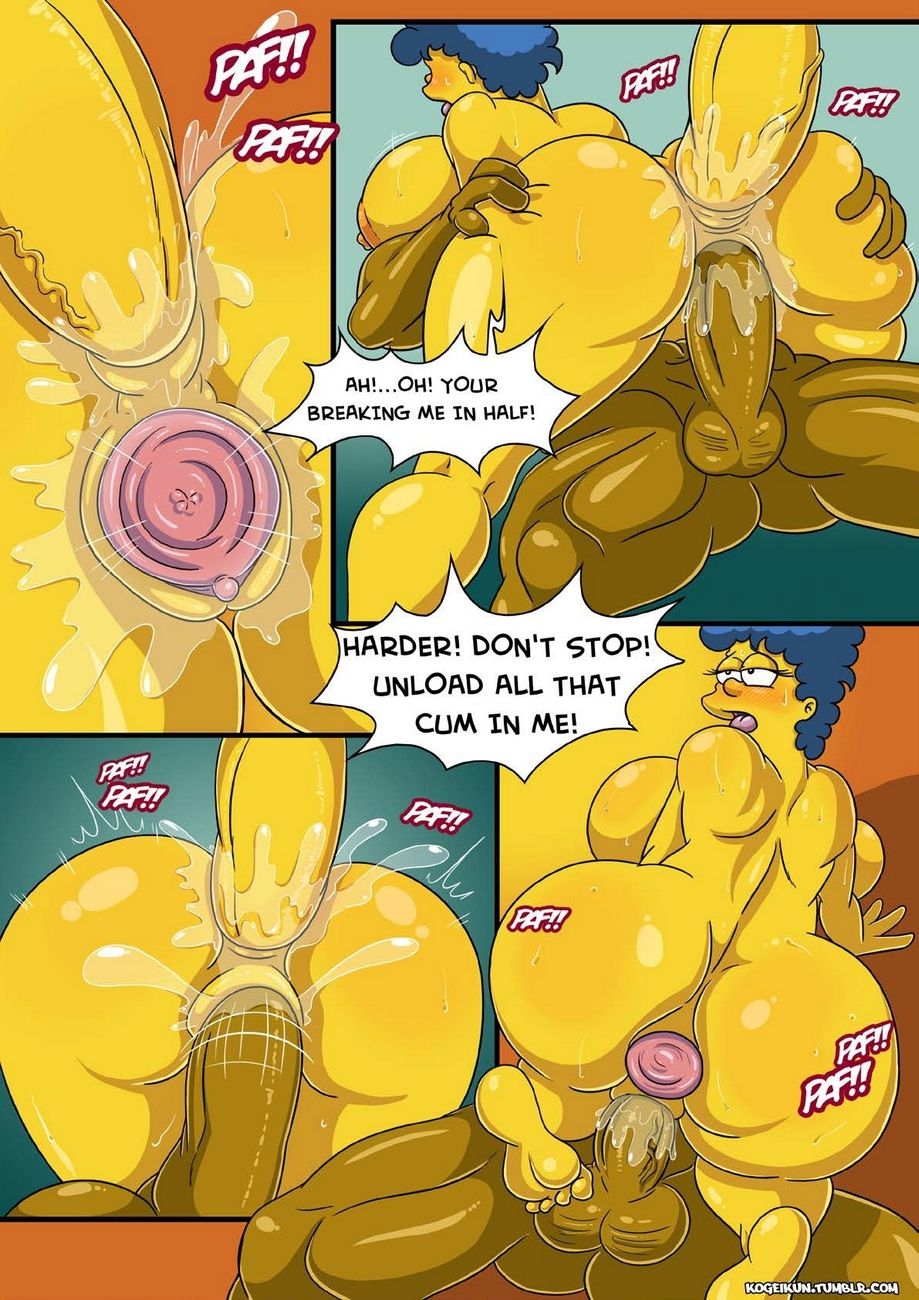 PAF!!
PAF!!
PAF!!
PAF!!
AH!...OH! YOUR
BREAKING ME IN HALF!
HARDER! DON'T STOP!
UNLOAD ALL THAT
CUM IN ME!
PAF!!
PAF!!
PAF!!
PAF!!
PAF!!
PAF!!
KOGEIKUN.TUMBLR.COM